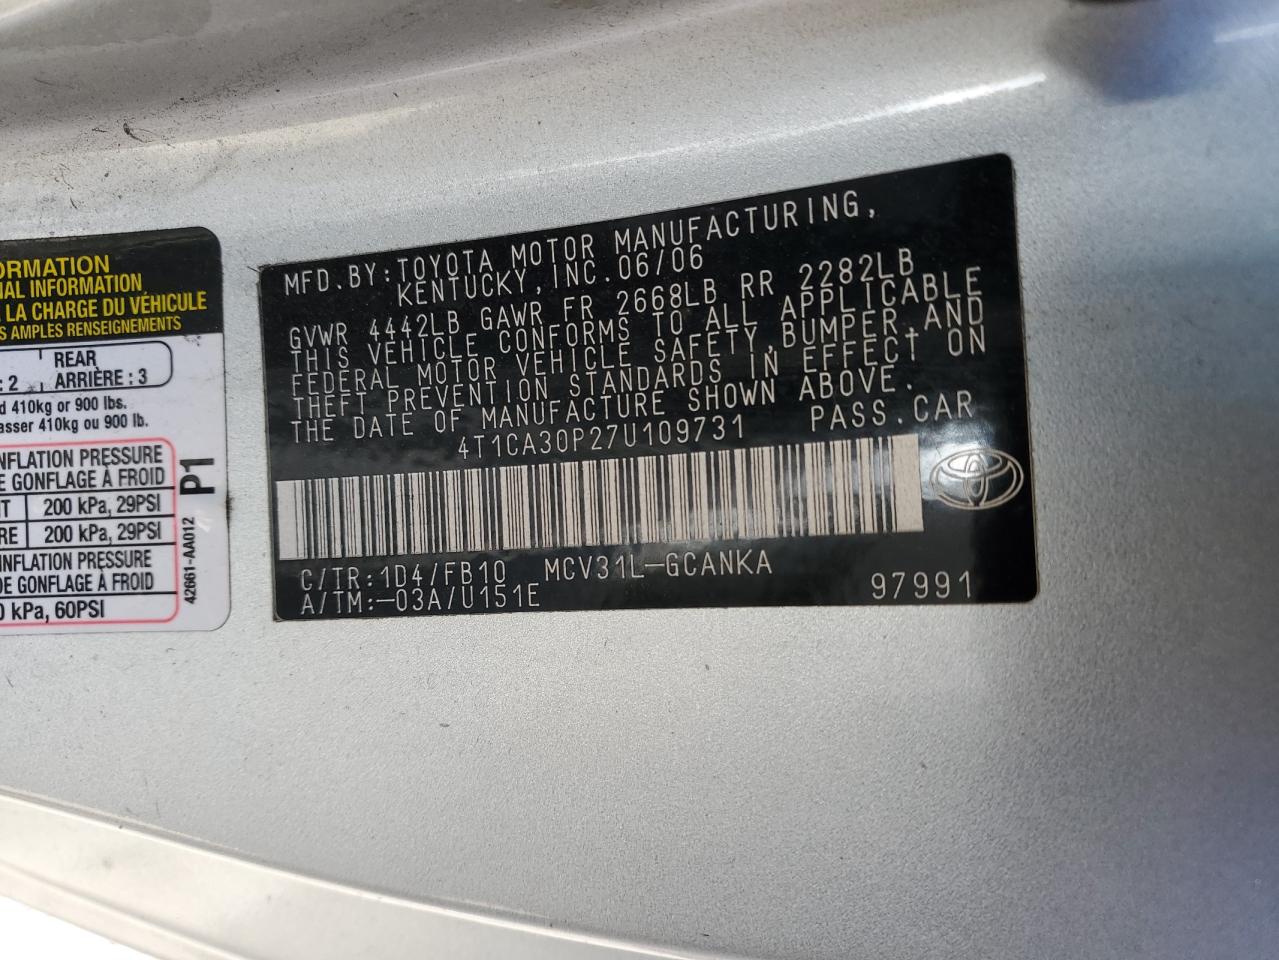 ORMATION
AL INFORMATION
LA CHARGE DU VÉHICULE
S AMPLES RENSEIGNEMENTS
REAR
: 2 ARRIÈRE : 3
d 410kg or 900 lbs.
asser 410kg ou 900 lb.
NFLATION PRESSURE
E GONFLAGE À FROID
T 200 kPa, 29PSI
RE 200 kPa, 29PSI
INFLATION PRESSURE
DE GONFLAGE À FROID
0 kPa, 60PSI
P1
42661-AA012
MFD.BY:TOYOTA MOTOR MANUFACTURING,
KENTUCKY,INC.06/06
GVWR 4442LB GAWR FR 2668LB RR 2282LB
THIS VEHICLE CONFORMS TO ALL APPLICABLE
FEDERAL MOTOR VEHICLE SAFETY,BUMPER,AND
THEFT PREVENTION STANDARDS IN EFFECT ON
THE DATE OF MANUFACTURE SHOWN ABOVE.
4T1CA30P27U109731 PASS.CAR
C/TR:1D4/FB10 MCV31L-GCANKA
A/TM:-03A/U151E 97991